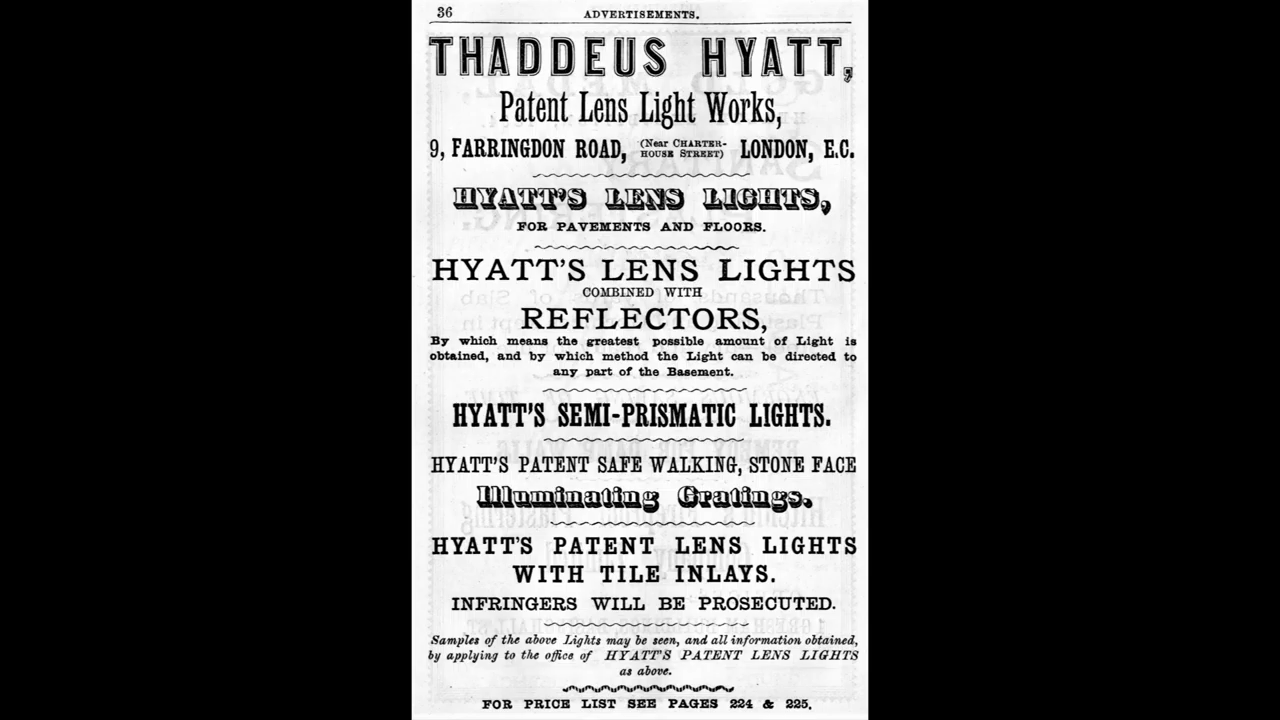 36
ADVERTISEMENTS.
THADDEUS HYATT,
Patent Lens Light Works,
9, FARRINGDON ROAD, (Near CHARTER-HOUSE STREET) LONDON, E.C.
HYATT'S LENS LIGHTS,
FOR PAVEMENTS AND FLOORS.
HYATT'S LENS LIGHTS
COMBINED WITH
REFLECTORS,
By which means the greatest possible amount of Light is
obtained, and by which method the Light can be directed to
any part of the Basement.
HYATT'S SEMI-PRISMATIC LIGHTS.
HYATT'S PATENT SAFE WALKING, STONE FACE
Illuminating Gratings.
HYATT'S PATENT LENS LIGHTS
WITH TILE INLAYS.
INFRINGERS WILL BE PROSECUTED.
Samples of the above Lights may be seen, and all information obtained,
by applying to the office of HYATT'S PATENT LENS LIGHTS
as above.
FOR PRICE LIST SEE PAGES 224 & 225.